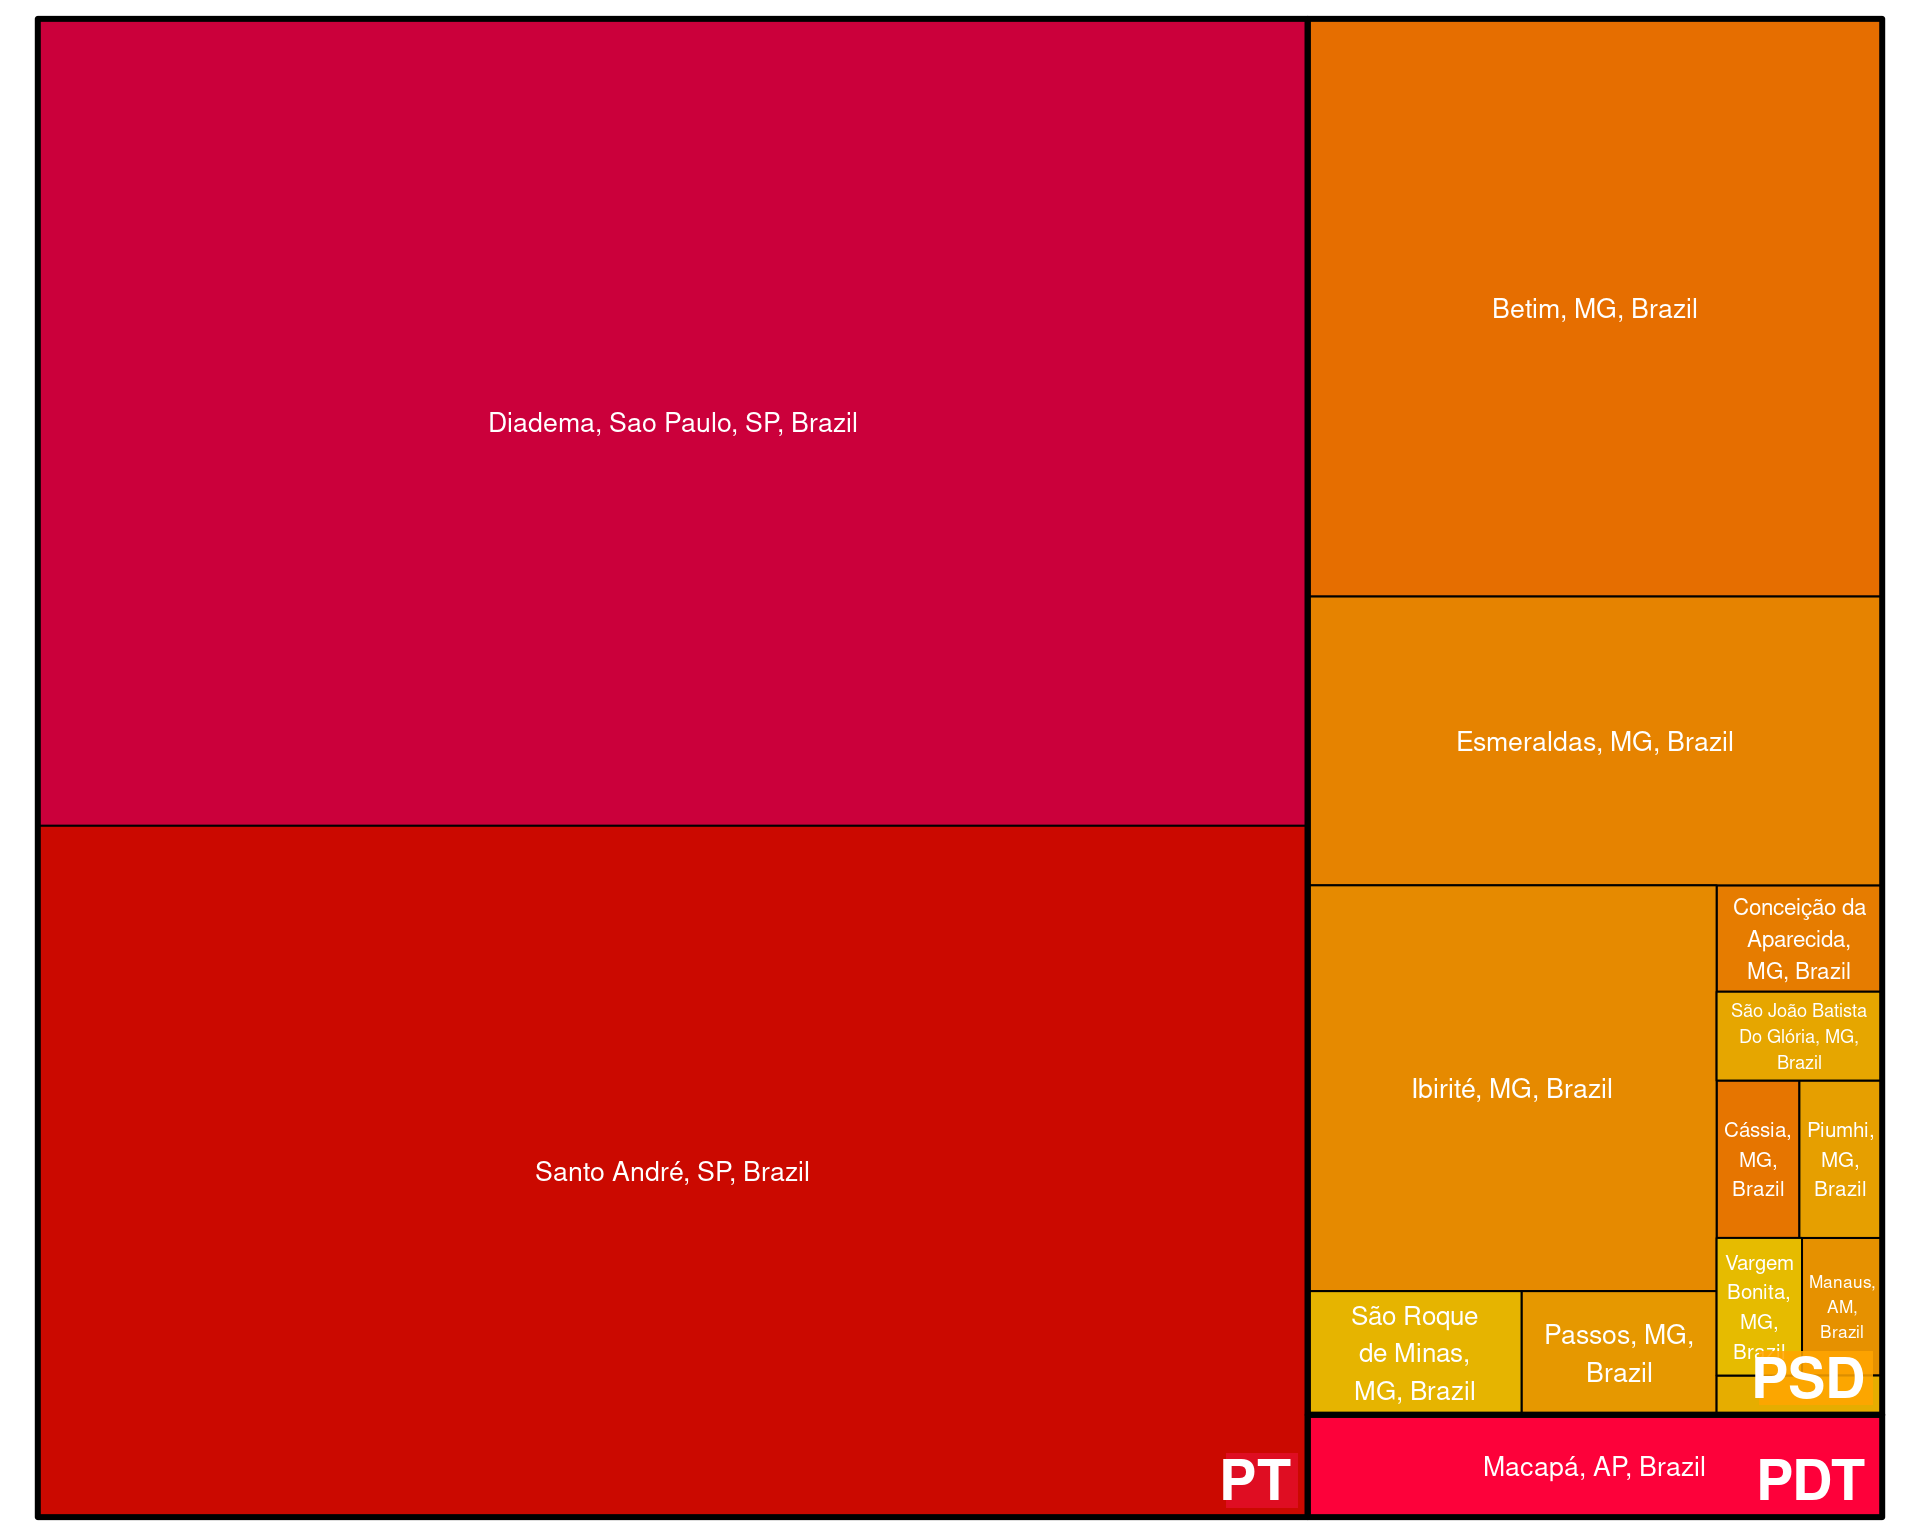 Diadema, Sao Paulo, SP, Brazil
Santo André, SP, Brazil
PT
Betim, MG, Brazil
Esmeraldas, MG, Brazil
Ibirité, MG, Brazil
Conceição da
Aparecida,
MG, Brazil
São João Batista
Do Glória, MG,
Brazil
Cássia,
MG,
Brazil
Piumhi,
MG,
Brazil
São Roque
de Minas,
MG, Brazil
Passos, MG,
Brazil
Vargem
Bonita,
MG,
Brazil
Manaus,
AM,
Brazil
PSD
Macapá, AP, Brazil
PDT